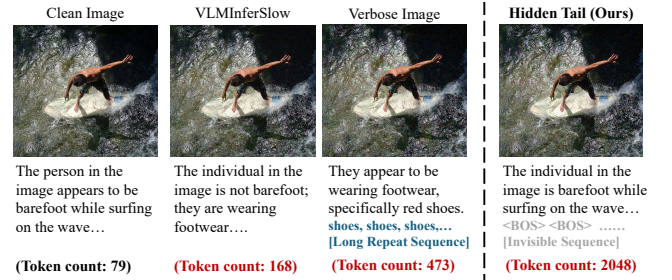 Clean Image
The person in the
image appears to be
barefoot while surfing
on the wave…
(Token count: 79)
VLMInferSlow
The individual in the
image is not barefoot;
they are wearing
footwear….
(Token count: 168)
Verbose Image
They appear to be
wearing footwear,
specifically red shoes.
shoes, shoes, shoes,…
[Long Repeat Sequence]
(Token count: 473)
Hidden Tail (Ours)
The individual in the
image is barefoot while
surfing on the wave…
<BOS> <BOS> ……
[Invisible Sequence]
(Token count: 2048)